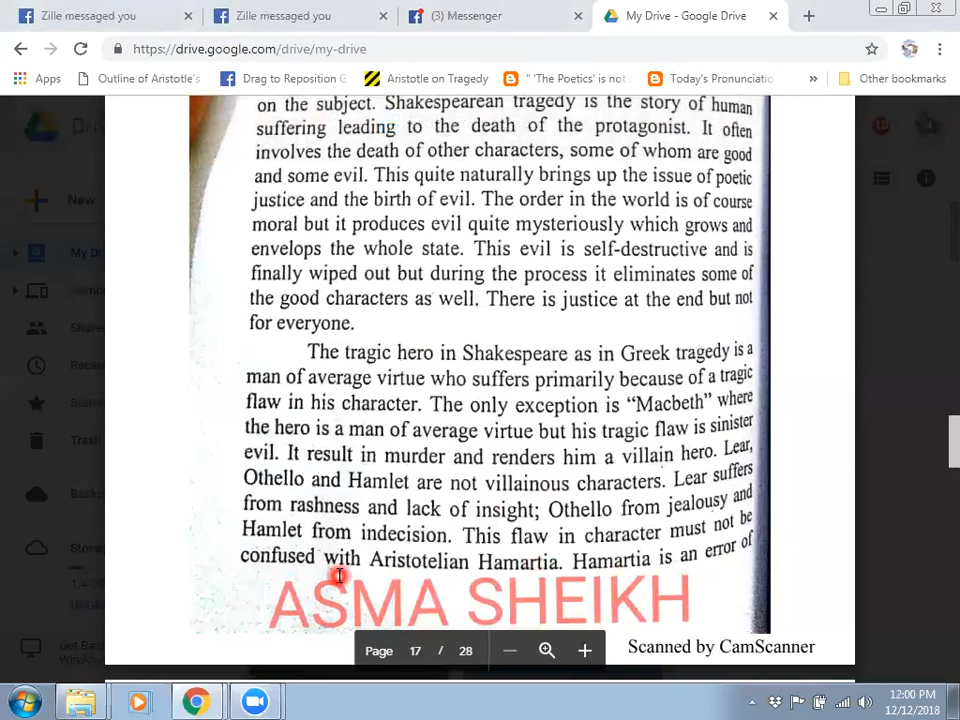 Zille messaged you
Zille messaged you
(3) Messenger
My Drive - Google Drive
https://drive.google.com/drive/my-drive
Apps
Outline of Aristotle's
Drag to Reposition
Aristotle on Tragedy
" 'The Poetics' is not
Today's Pronunciatio
»
Other bookmarks
on the subject. Shakespearean tragedy is the story of human
suffering leading to the death of the protagonist. It often
involves the death of other characters, some of whom are good
and some evil. This quite naturally brings up the issue of poetic
justice and the birth of evil. The order in the world is of course
moral but it produces evil quite mysteriously which grows and
envelops the whole state. This evil is self-destructive and is
finally wiped out but during the process it eliminates some of
the good characters as well. There is justice at the end but not
for everyone.
The tragic hero in Shakespeare as in Greek tragedy is a
man of average virtue who suffers primarily because of a tragic
flaw in his character. The only exception is “Macbeth” where
the hero is a man of average virtue but his tragic flaw is sinister
evil. It result in murder and renders him a villain hero. Lear,
Othello and Hamlet are not villainous characters. Lear suffers
from rashness and lack of insight; Othello from jealousy and
Hamlet from indecision. This flaw in character must not be
confused with Aristotelian Hamartia. Hamartia is an error of
ASMA SHEIKH
Scanned by CamScanner
Page 17 / 28
New
My
Share
Recen
Trash
12:00 PM
12/12/2018